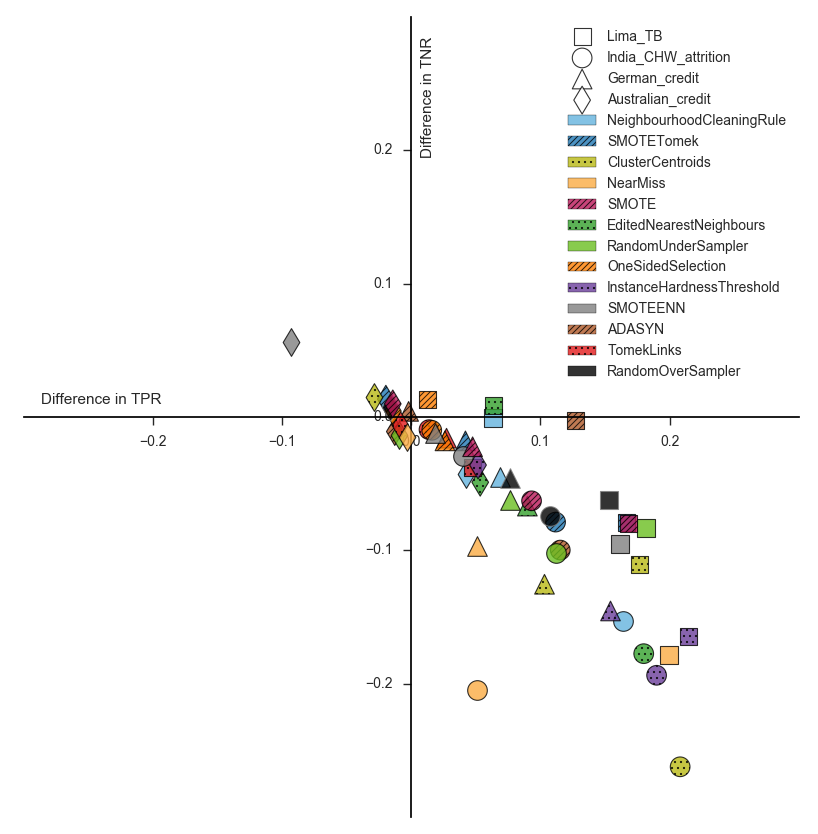 Difference in TNR
Lima_TB
India_CHW_attrition
German_credit
Australian_credit
NeighbourhoodCleaningRule
SMOTETomek
ClusterCentroids
NearMiss
SMOTE
EditedNearestNeighbours
RandomUnderSampler
OneSidedSelection
InstanceHardnessThreshold
SMOTEENN
ADASYN
TomekLinks
RandomOverSampler
0.2
0.1
Difference in TPR
−0.2
−0.1
0.1
0.2
−0.1
−0.2